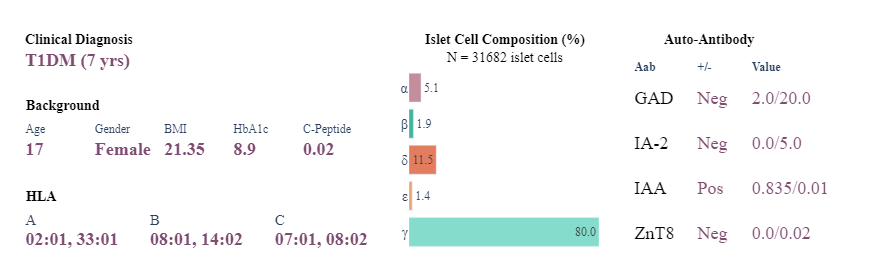 Clinical Diagnosis
T1DM (7 yrs)
Background
Age Gender BMI HbA1c C-Peptide
17 Female 21.35 8.9 0.02
HLA
A B C
02:01, 33:01 08:01, 14:02 07:01, 08:02
Islet Cell Composition (%)
N = 31682 islet cells
α 5.1
β 1.9
δ 11.5
ε 1.4
γ 80.0
Auto-Antibody
Aab +/- Value
GAD Neg 2.0/20.0
IA-2 Neg 0.0/5.0
IAA Pos 0.835/0.01
ZnT8 Neg 0.0/0.02